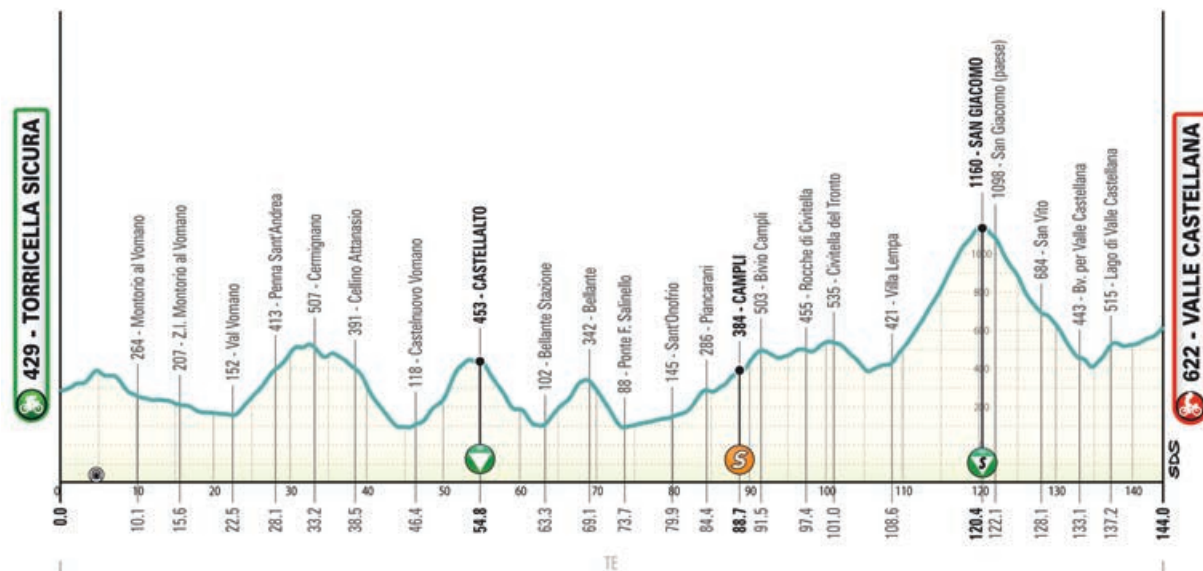 429 - TORRICELLA SICURA
264 - Montorio al Vomano
207 - Z.I. Montorio al Vomano
152 - Val Vomano
413 - Penna Sant'Andrea
507 - Cermignano
391 - Cellino Attanasio
118 - Castelnuovo Vomano
453 - CASTELLALTO
102 - Bellante Stazione
342 - Bellante
88 - Ponte F. Salinello
145 - Sant'Onofrio
286 - Piancarani
384 - CAMPLI
503 - Bivio Campli
455 - Rocche di Civitella
535 - Civitella del Tronto
421 - Villa Lempa
1160 - SAN GIACOMO
1098 - San Giacomo (paese)
684 - San Vito
443 - Bv. per Valle Castellana
515 - Lago di Valle Castellana
622 - VALLE CASTELLANA
1000
800
600
400
200
S
S
SDS
0 10 20 30 40 50 60 70 80 90 100 110 120 130 140
0.0 10.1 15.6 22.5 28.1 33.2 38.5 46.4 54.8 63.3 69.1 73.7 79.9 84.4 88.7 91.5 97.4 101.0 108.6 120.4 122.1 128.1 133.1 137.2 144.0
TE